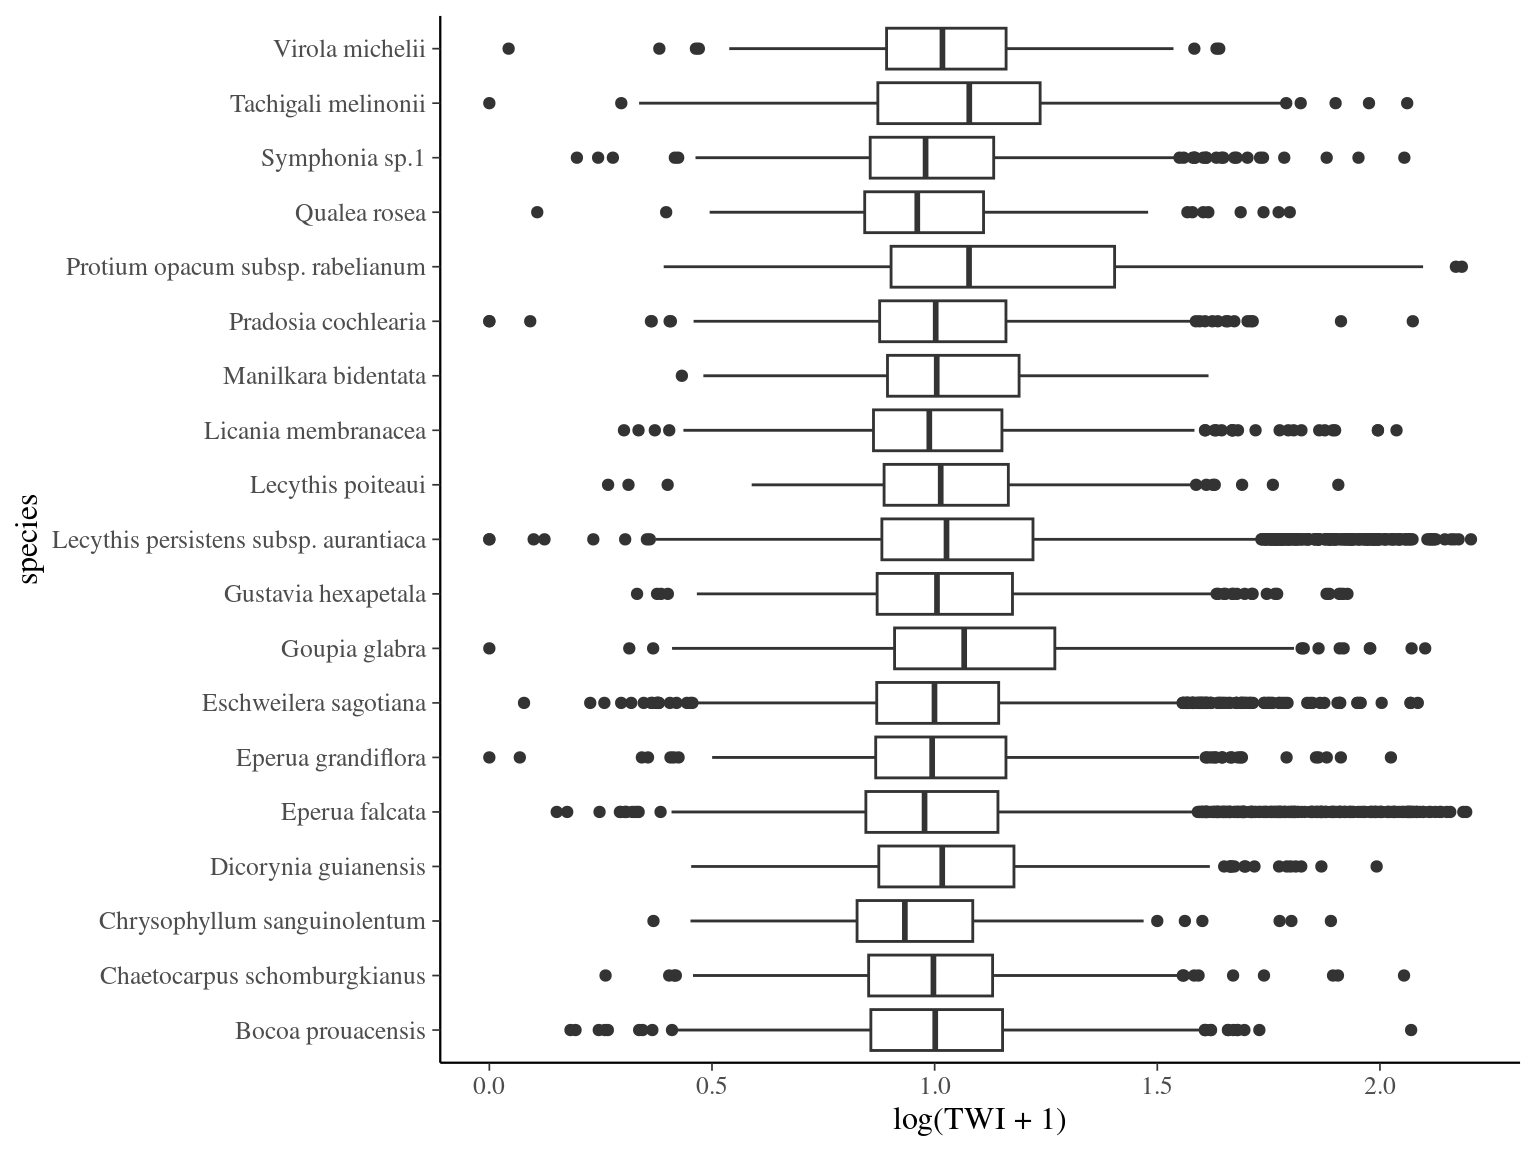 Virola michelii
Tachigali melinonii
Symphonia sp.1
Qualea rosea
Protium opacum subsp. rabelianum
Pradosia cochlearia
Manilkara bidentata
Licania membranacea
Lecythis poiteaui
Lecythis persistens subsp. aurantiaca
Gustavia hexapetala
Goupia glabra
Eschweilera sagotiana
Eperua grandiflora
Eperua falcata
Dicorynia guianensis
Chrysophyllum sanguinolentum
Chaetocarpus schomburgkianus
Bocoa prouacensis
species
0.0 0.5 1.0 1.5 2.0
log(TWI + 1)